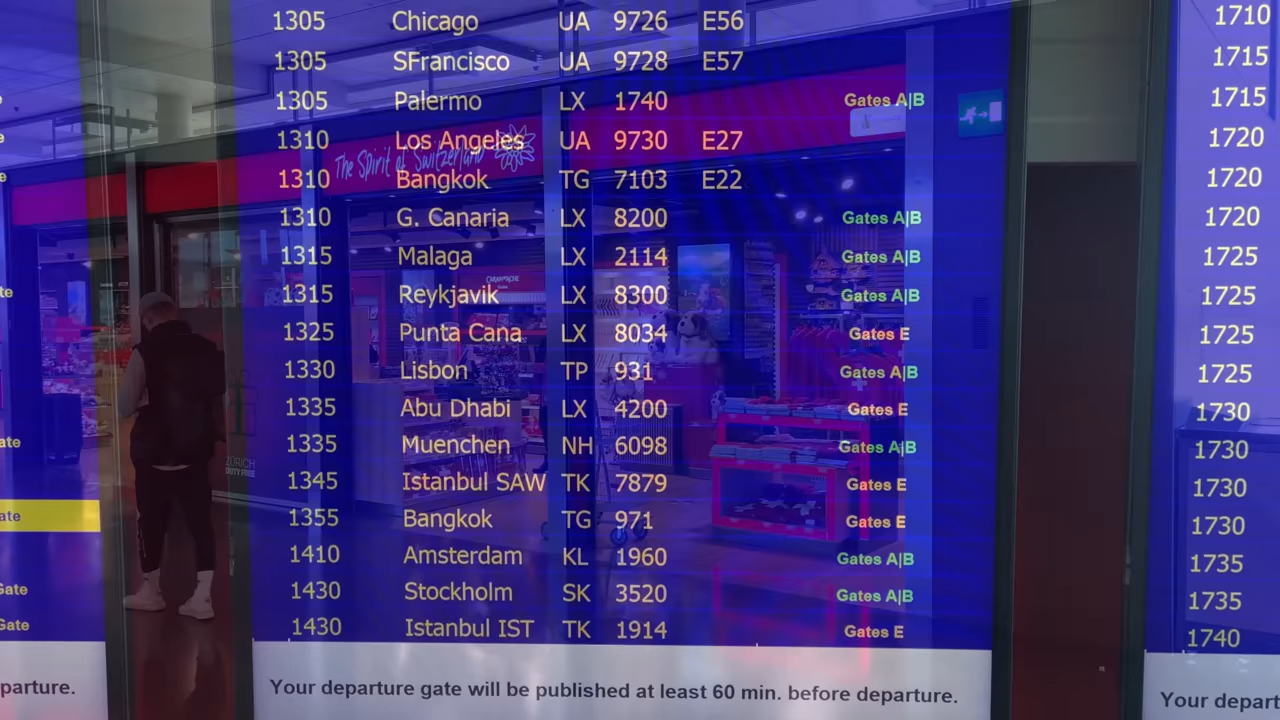 1305 Chicago UA 9726 E56
1305 SFrancisco UA 9728 E57
1305 Palermo LX 1740 Gates A|B
1310 Los Angeles UA 9730 E27
The Spirit of Switzerland
1310 Bangkok TG 7103 E22
1310 G. Canaria LX 8200 Gates A|B
1315 Malaga LX 2114 Gates A|B
1315 Reykjavik LX 8300 Gates A|B
1325 Punta Cana LX 8034 Gates E
1330 Lisbon TP 931 Gates A|B
1335 Abu Dhabi LX 4200 Gates E
1335 Muenchen NH 6098 Gates A|B
1345 Istanbul SAW TK 7879 Gates E
1355 Bangkok TG 971 Gates E
1410 Amsterdam KL 1960 Gates A|B
1430 Stockholm SK 3520 Gates A|B
1430 Istanbul IST TK 1914 Gates E
Your departure gate will be published at least 60 min. before departure.
ZÜRICH
DUTY FREE
parture.
1710
1715
1715
1720
1720
1720
1725
1725
1725
1725
1730
1730
1730
1730
1735
1735
1740
Your depart